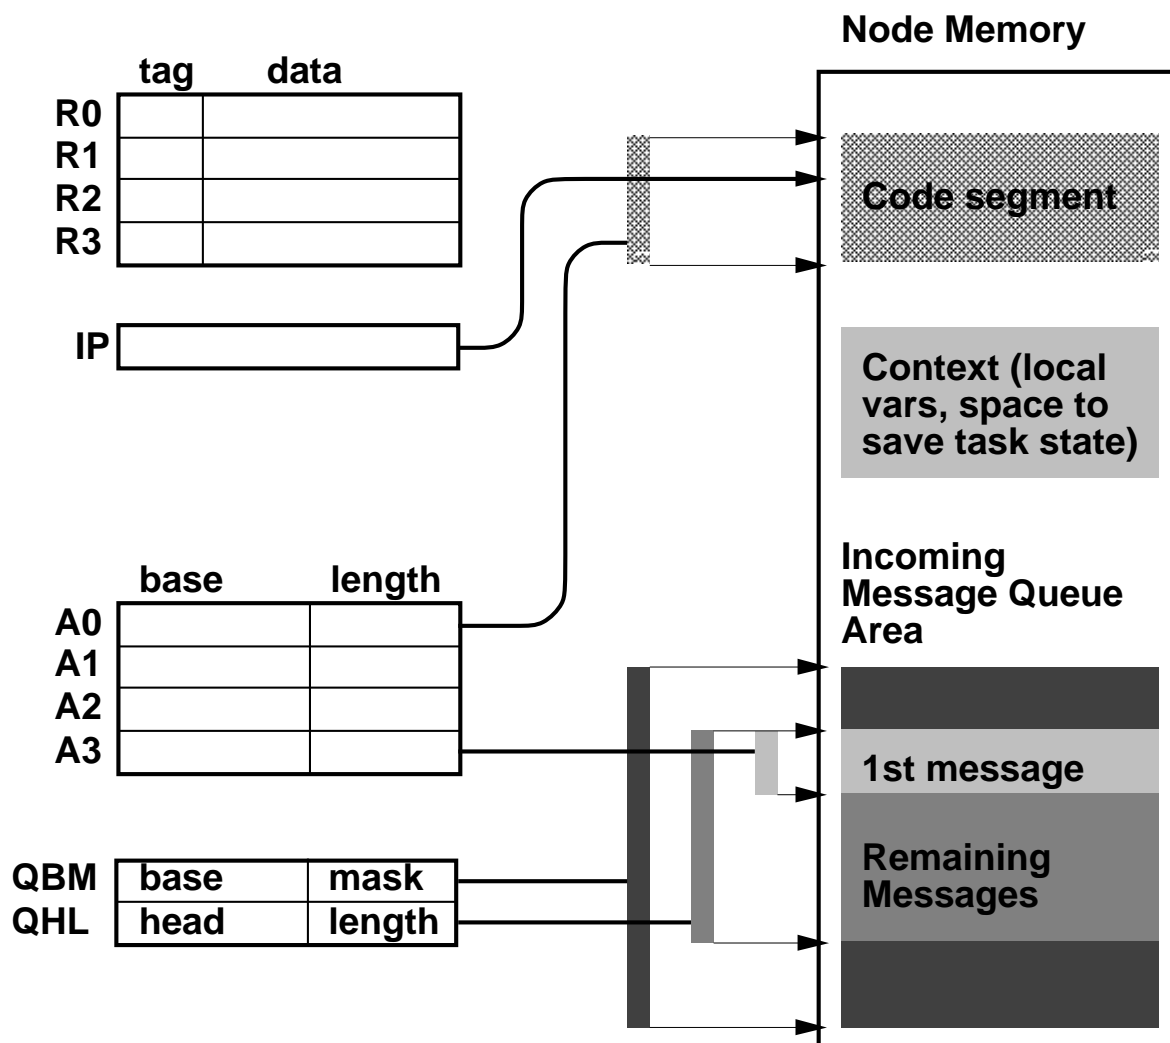 Node Memory
tag data
R0
R1
R2
R3
Code segment
IP
Context (local
vars, space to
save task state)
base length
Incoming
Message Queue
Area
A0
A1
A2
A3
1st message
Remaining
Messages
QBM base mask
QHL head length